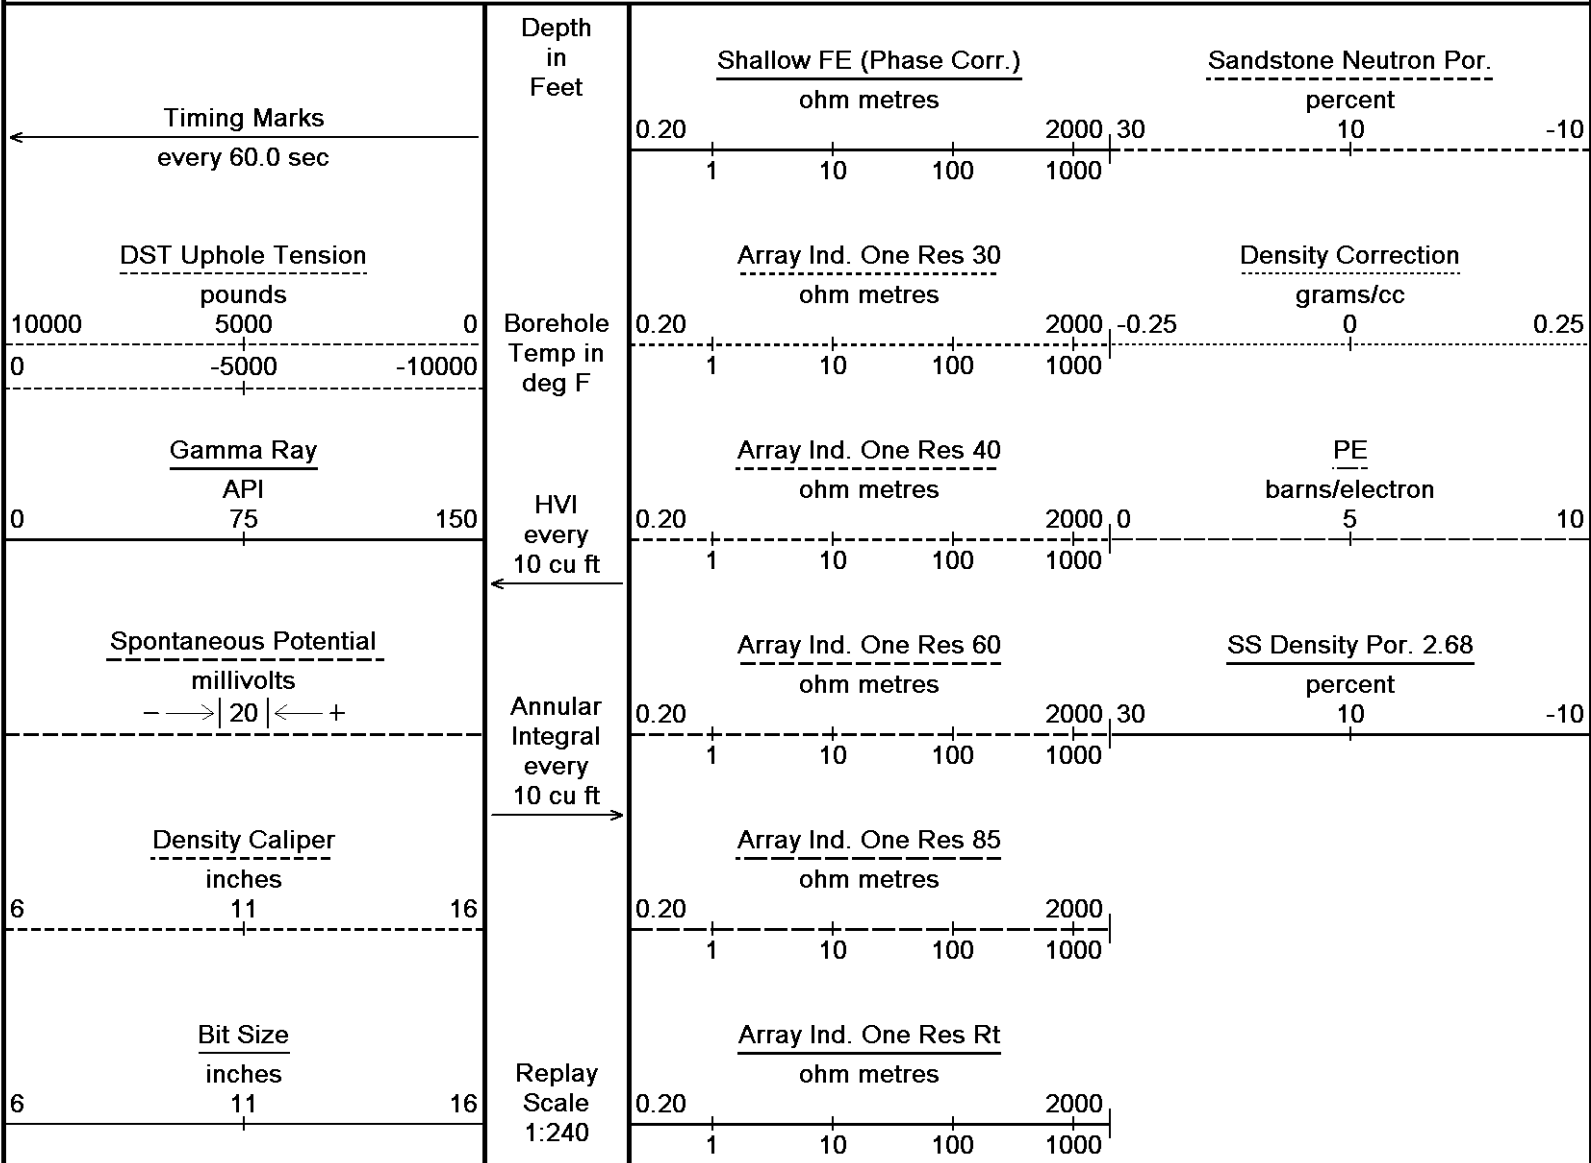 Timing Marks
every 60.0 sec
DST Uphole Tension
pounds
10000 5000 0
0 -5000 -10000
Gamma Ray
API
0 75 150
Spontaneous Potential
millivolts
− 20 +
Density Caliper
inches
6 11 16
Bit Size
inches
6 11 16
Depth
in
Feet
Borehole
Temp in
deg F
HVI
every
10 cu ft
Annular
Integral
every
10 cu ft
Replay
Scale
1:240
Shallow FE (Phase Corr.)
ohm metres
0.20 2000
1 10 100 1000
Array Ind. One Res 30
ohm metres
0.20 2000
1 10 100 1000
Array Ind. One Res 40
ohm metres
0.20 2000
1 10 100 1000
Array Ind. One Res 60
ohm metres
0.20 2000
1 10 100 1000
Array Ind. One Res 85
ohm metres
0.20 2000
1 10 100 1000
Array Ind. One Res Rt
ohm metres
0.20 2000
1 10 100 1000
Sandstone Neutron Por.
percent
30 10 -10
Density Correction
grams/cc
-0.25 0 0.25
PE
barns/electron
0 5 10
SS Density Por. 2.68
percent
30 10 -10